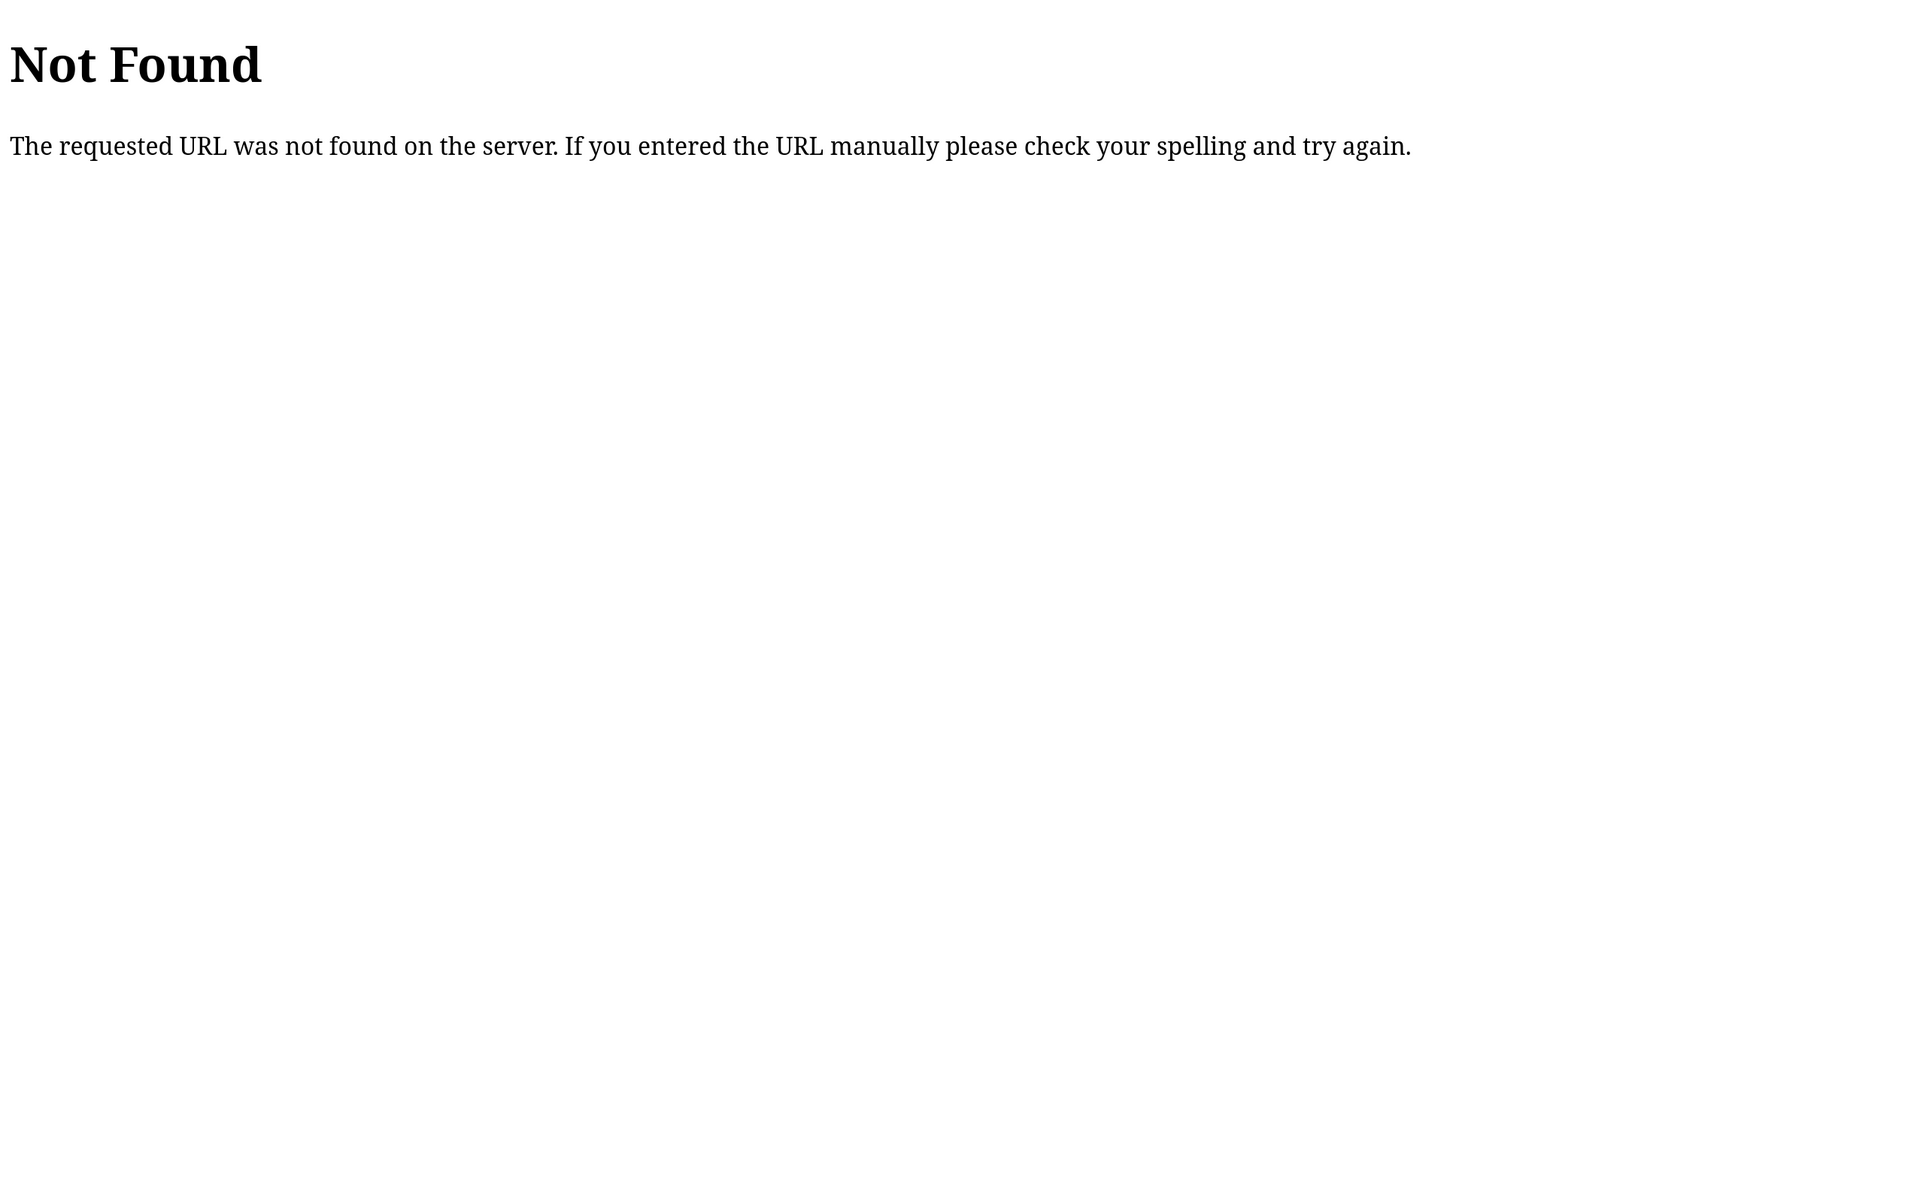 Not Found
The requested URL was not found on the server. If you entered the URL manually please check your spelling and try again.